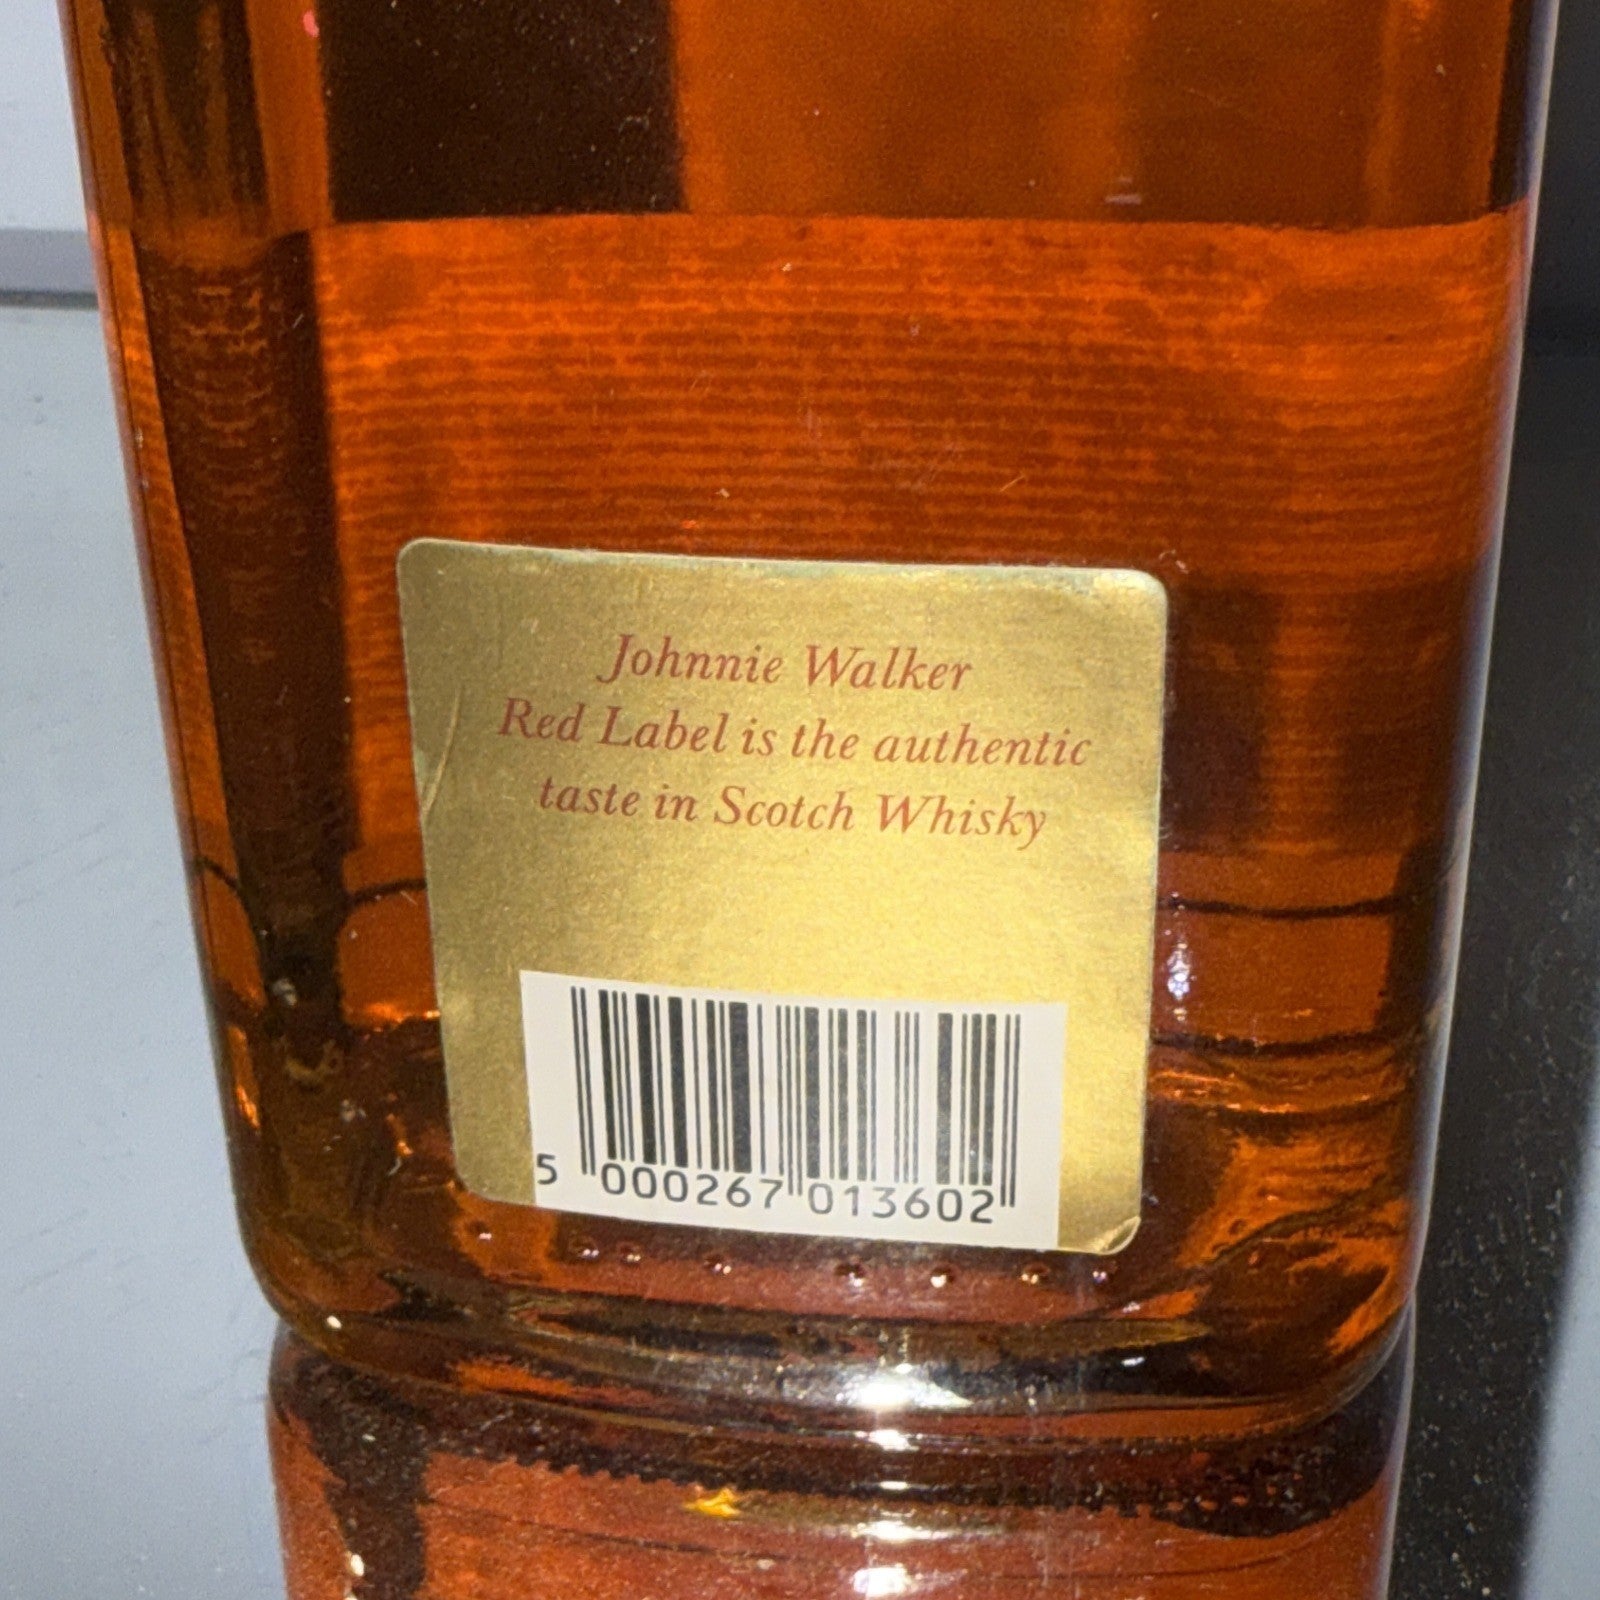 Johnnie Walker
Red Label is the authentic
taste in Scotch Whisky
5 000267 013602